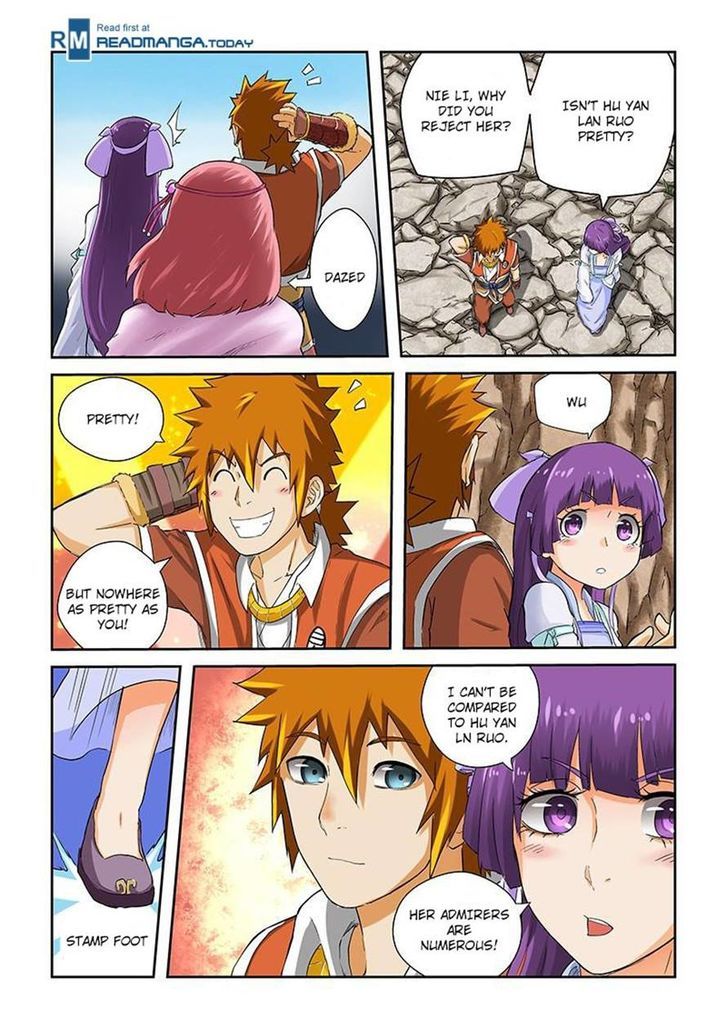 Read first at
RM READMANGA.TODAY
DAZED
NIE LI, WHY
DID YOU
REJECT HER?
ISN'T HU YAN
LAN RUO
PRETTY?
PRETTY!
BUT NOWHERE
AS PRETTY AS
YOU!
WU
STAMP FOOT
I CAN'T BE
COMPARED
TO HU YAN
LN RUO.
HER ADMIRERS
ARE
NUMEROUS!